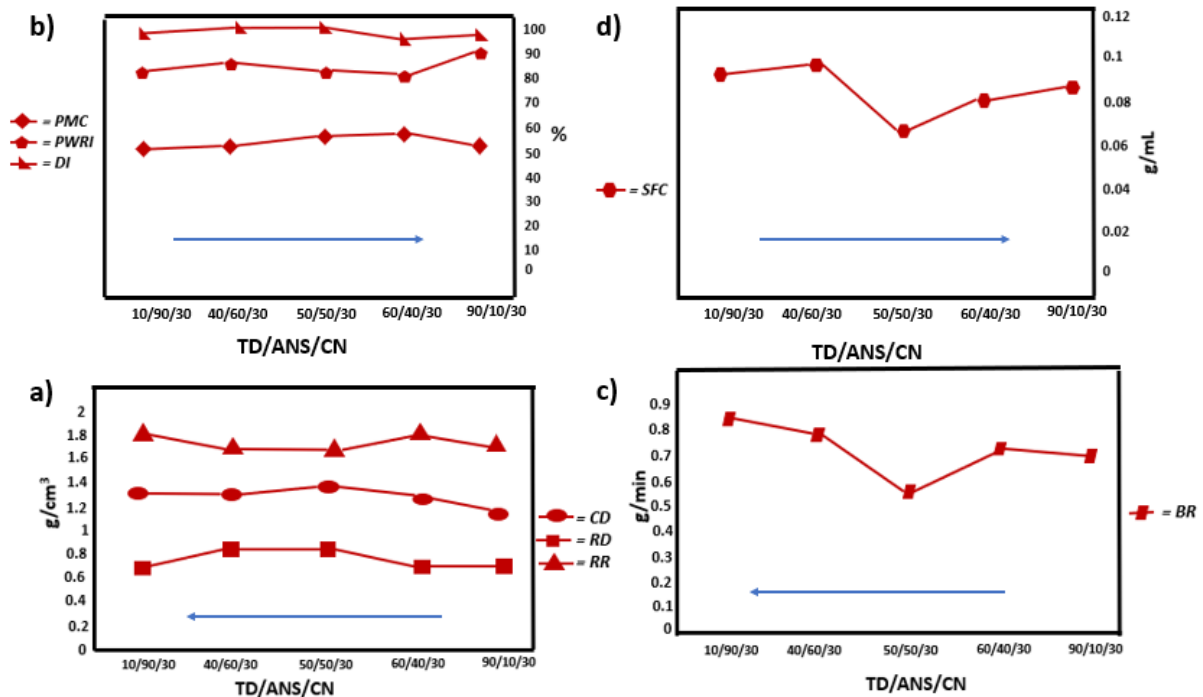 b)
= PMC
= PWRI
= DI
100
90
80
70
60
50
40
30
20
10
0
%
10/90/30 40/60/30 50/50/30 60/40/30 90/10/30
TD/ANS/CN
d)
= SFC
0.12
0.1
0.08
0.06
0.04
0.02
0
g/mL
10/90/30 40/60/30 50/50/30 60/40/30 90/10/30
TD/ANS/CN
a)
g/cm³
2
1.8
1.6
1.4
1.2
1
0.8
0.6
0.4
0.2
0
= CD
= RD
= RR
10/90/30 40/60/30 50/50/30 60/40/30 90/10/30
TD/ANS/CN
c)
g/min
0.9
0.8
0.7
0.6
0.5
0.4
0.3
0.2
0.1
0
= BR
10/90/30 40/60/30 50/50/30 60/40/30 90/10/30
TD/ANS/CN